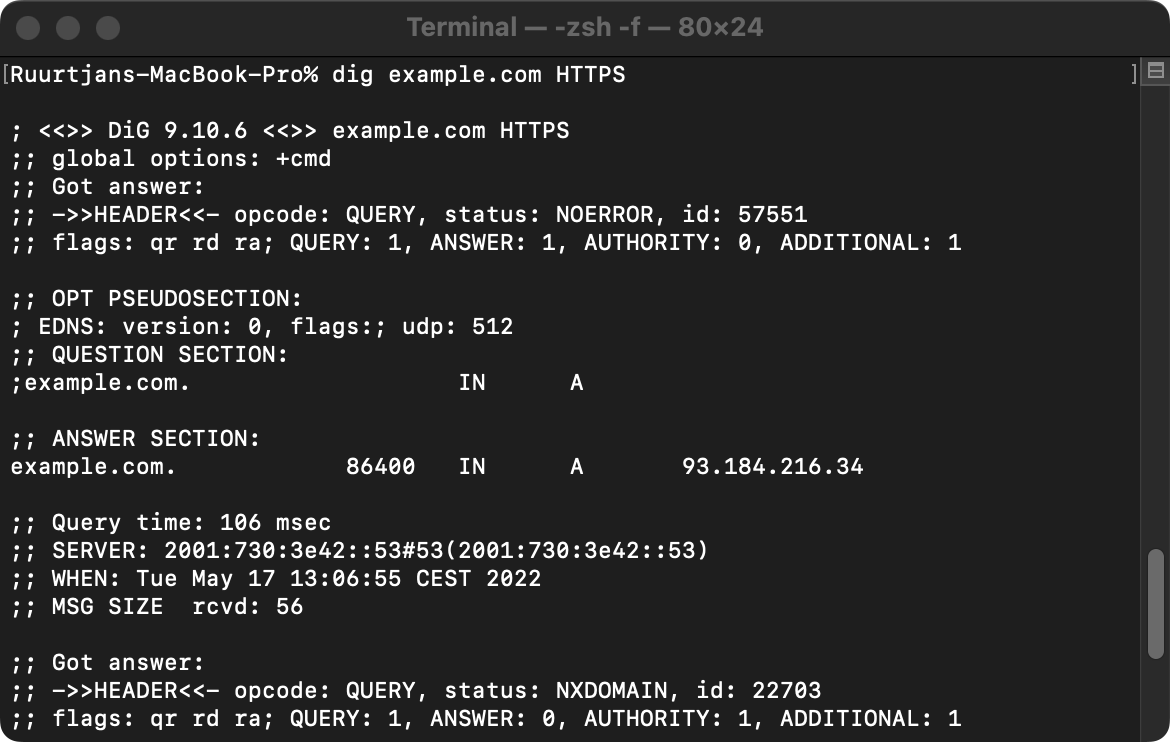 Terminal — -zsh -f — 80×24
[Ruurtjans-MacBook-Pro% dig example.com HTTPS ]
; <<>> DiG 9.10.6 <<>> example.com HTTPS
;; global options: +cmd
;; Got answer:
;; ->>HEADER<<- opcode: QUERY, status: NOERROR, id: 57551
;; flags: qr rd ra; QUERY: 1, ANSWER: 1, AUTHORITY: 0, ADDITIONAL: 1
;; OPT PSEUDOSECTION:
; EDNS: version: 0, flags:; udp: 512
;; QUESTION SECTION:
;example.com. IN A
;; ANSWER SECTION:
example.com. 86400 IN A 93.184.216.34
;; Query time: 106 msec
;; SERVER: 2001:730:3e42::53#53(2001:730:3e42::53)
;; WHEN: Tue May 17 13:06:55 CEST 2022
;; MSG SIZE  rcvd: 56
;; Got answer:
;; ->>HEADER<<- opcode: QUERY, status: NXDOMAIN, id: 22703
;; flags: qr rd ra; QUERY: 1, ANSWER: 0, AUTHORITY: 1, ADDITIONAL: 1